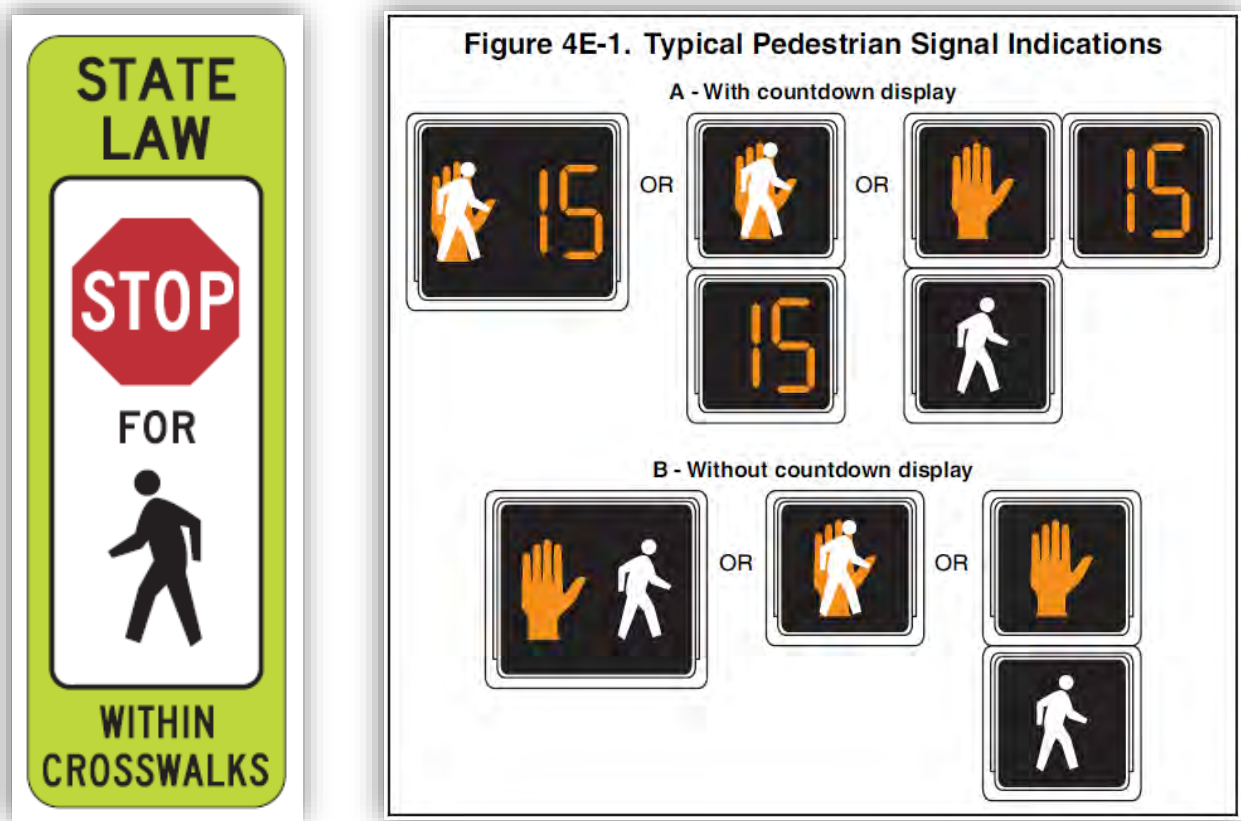 STATE
LAW
STOP
FOR
WITHIN
CROSSWALKS
Figure 4E-1. Typical Pedestrian Signal Indications
A - With countdown display
15 OR OR 15
15
B - Without countdown display
OR OR